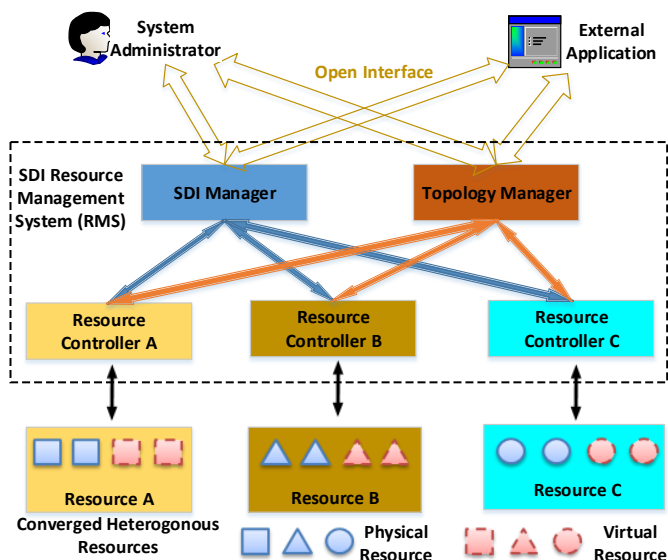 System
Administrator
External
Application
Open Interface
SDI Resource
Management
System (RMS)
SDI Manager
Topology Manager
Resource
Controller A
Resource
Controller B
Resource
Controller C
Resource A
Resource B
Resource C
Converged Heterogonous
Resources
Physical
Resource
Virtual
Resource